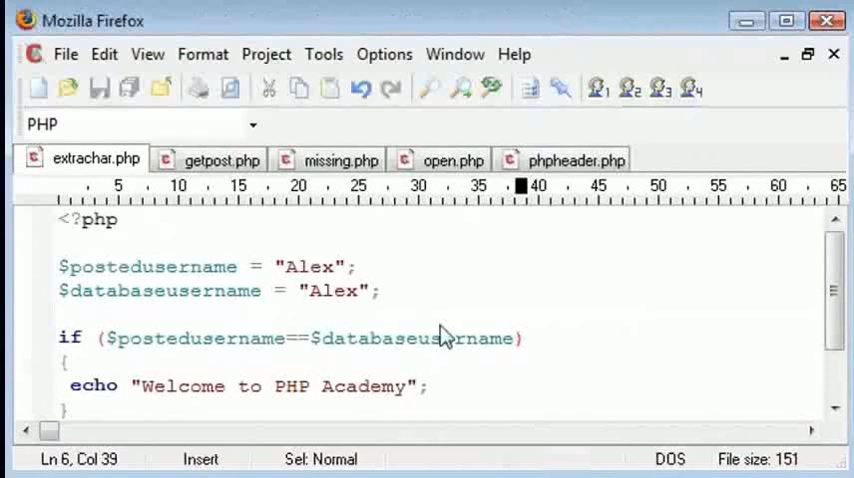 Mozilla Firefox
File Edit View Format Project Tools Options Window Help
PHP
extrachar.php getpost.php missing.php open.php phpheader.php
5 10 15 20 25 30 35 40 45 50 55 60 65
<?php
$postedusername = "Alex";
$databaseusername = "Alex";
if ($postedusername==$databaseusername)
{
echo "Welcome to PHP Academy";
}
Ln 6, Col 39 Insert Sel: Normal DOS File size: 151